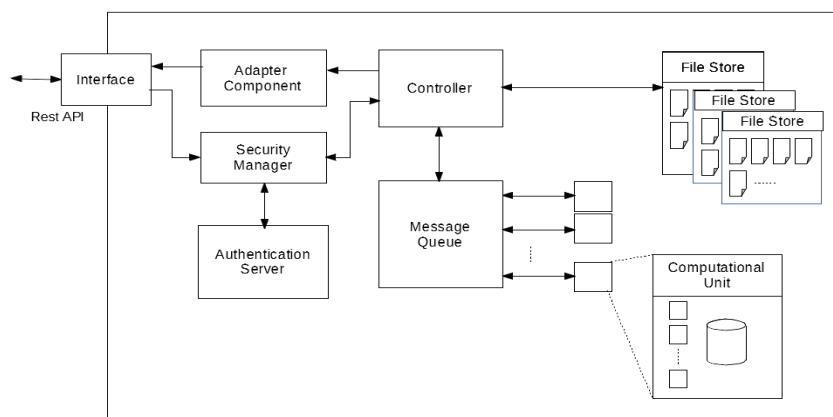 Interface
Rest API
Adapter
Component
Security
Manager
Authentication
Server
Controller
Message
Queue
File Store
File Store
File Store
......
Computational
Unit